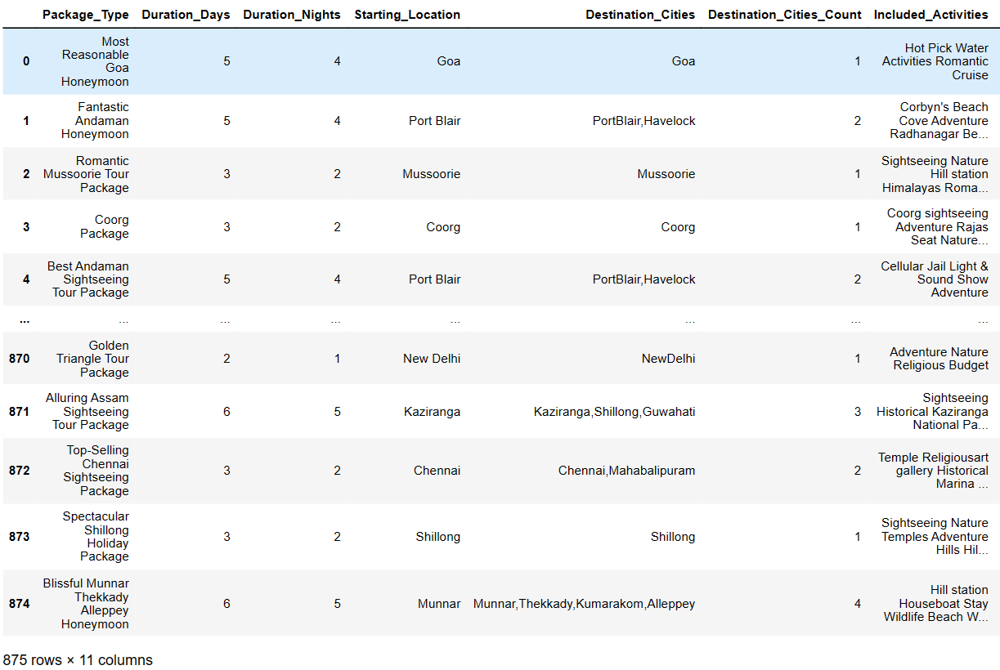 Package_Type Duration_Days Duration_Nights Starting_Location Destination_Cities Destination_Cities_Count Included_Activities
0 Most Reasonable Goa Honeymoon 5 4 Goa Goa 1 Hot Pick Water Activities Romantic Cruise
1 Fantastic Andaman Honeymoon 5 4 Port Blair PortBlair,Havelock 2 Corbyn's Beach Cove Adventure Radhanagar Be...
2 Romantic Mussoorie Tour Package 3 2 Mussoorie Mussoorie 1 Sightseeing Nature Hill station Himalayas Roma...
3 Coorg Package 3 2 Coorg Coorg 1 Coorg sightseeing Adventure Rajas Seat Nature...
4 Best Andaman Sightseeing Tour Package 5 4 Port Blair PortBlair,Havelock 2 Cellular Jail Light & Sound Show Adventure
... ... ... ... ... ... ... ...
870 Golden Triangle Tour Package 2 1 New Delhi NewDelhi 1 Adventure Nature Religious Budget
871 Alluring Assam Sightseeing Tour Package 6 5 Kaziranga Kaziranga,Shillong,Guwahati 3 Sightseeing Historical Kaziranga National Pa...
872 Top-Selling Chennai Sightseeing Package 3 2 Chennai Chennai,Mahabalipuram 2 Temple Religiousart gallery Historical Marina ...
873 Spectacular Shillong Holiday Package 3 2 Shillong Shillong 1 Sightseeing Nature Temples Adventure Hills Hil...
874 Blissful Munnar Thekkady Alleppey Honeymoon 6 5 Munnar Munnar,Thekkady,Kumarakom,Alleppey 4 Hill station Houseboat Stay Wildlife Beach W...
875 rows × 11 columns